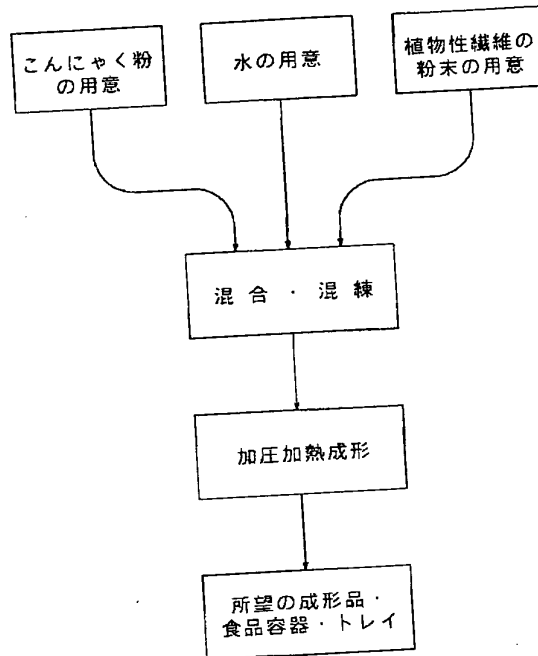 こんにゃく粉
の用意
水の用意
植物性繊維の
粉末の用意
混合・混練
加圧加熱成形
所望の成形品・
食品容器・トレイ